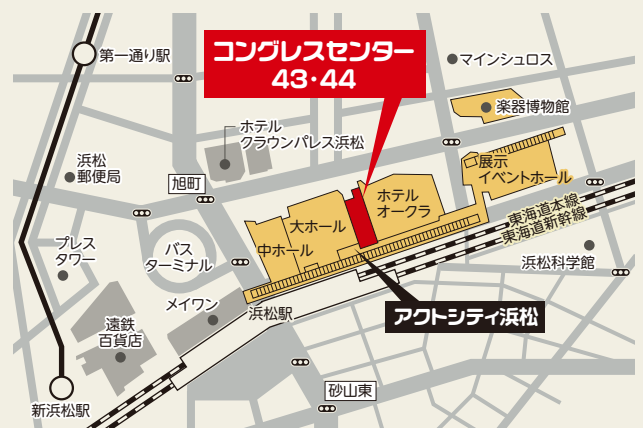 コングレスセンター
43・44
第一通り駅
マインシュロス
楽器博物館
ホテル
クラウンパレス浜松
浜松
郵便局
旭町
展示
イベントホール
ホテル
オークラ
大ホール
中ホール
東海道本線
東海道新幹線
プレス
タワー
バス
ターミナル
浜松科学館
メイワン
浜松駅
アクトシティ浜松
遠鉄
百貨店
砂山東
新浜松駅